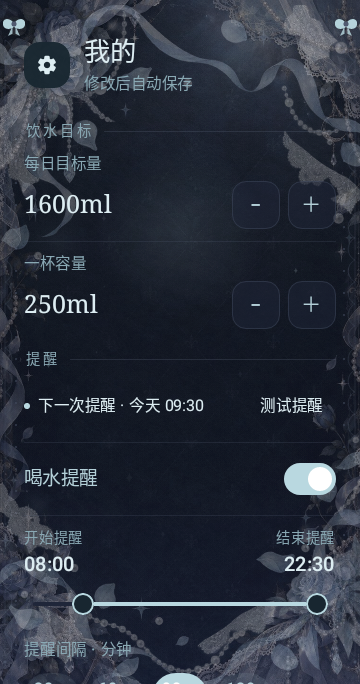 我的
修改后自动保存
饮水目标
每日目标量
1600ml
- +
一杯容量
250ml
- +
提醒
下一次提醒 · 今天 09:30 测试提醒
喝水提醒
开始提醒 结束提醒
08:00 22:30
提醒间隔 · 分钟